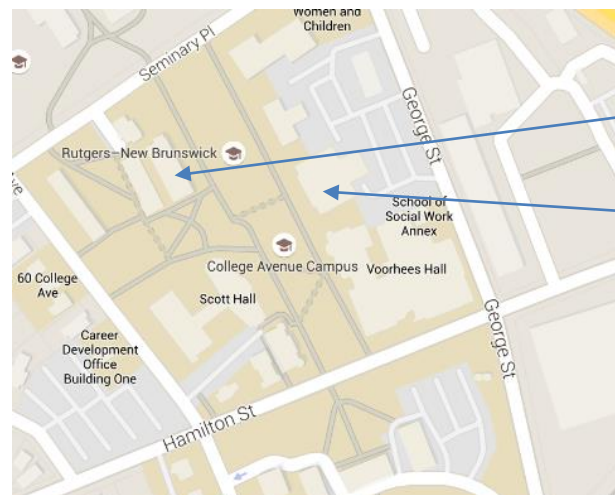 Women and
Children
Seminary Pl
George St
Rutgers–New Brunswick
School of
Social Work
Annex
Ave
College Avenue Campus
Voorhees Hall
60 College
Ave
Scott Hall
Career
Development
Office
Building One
George St
Hamilton St